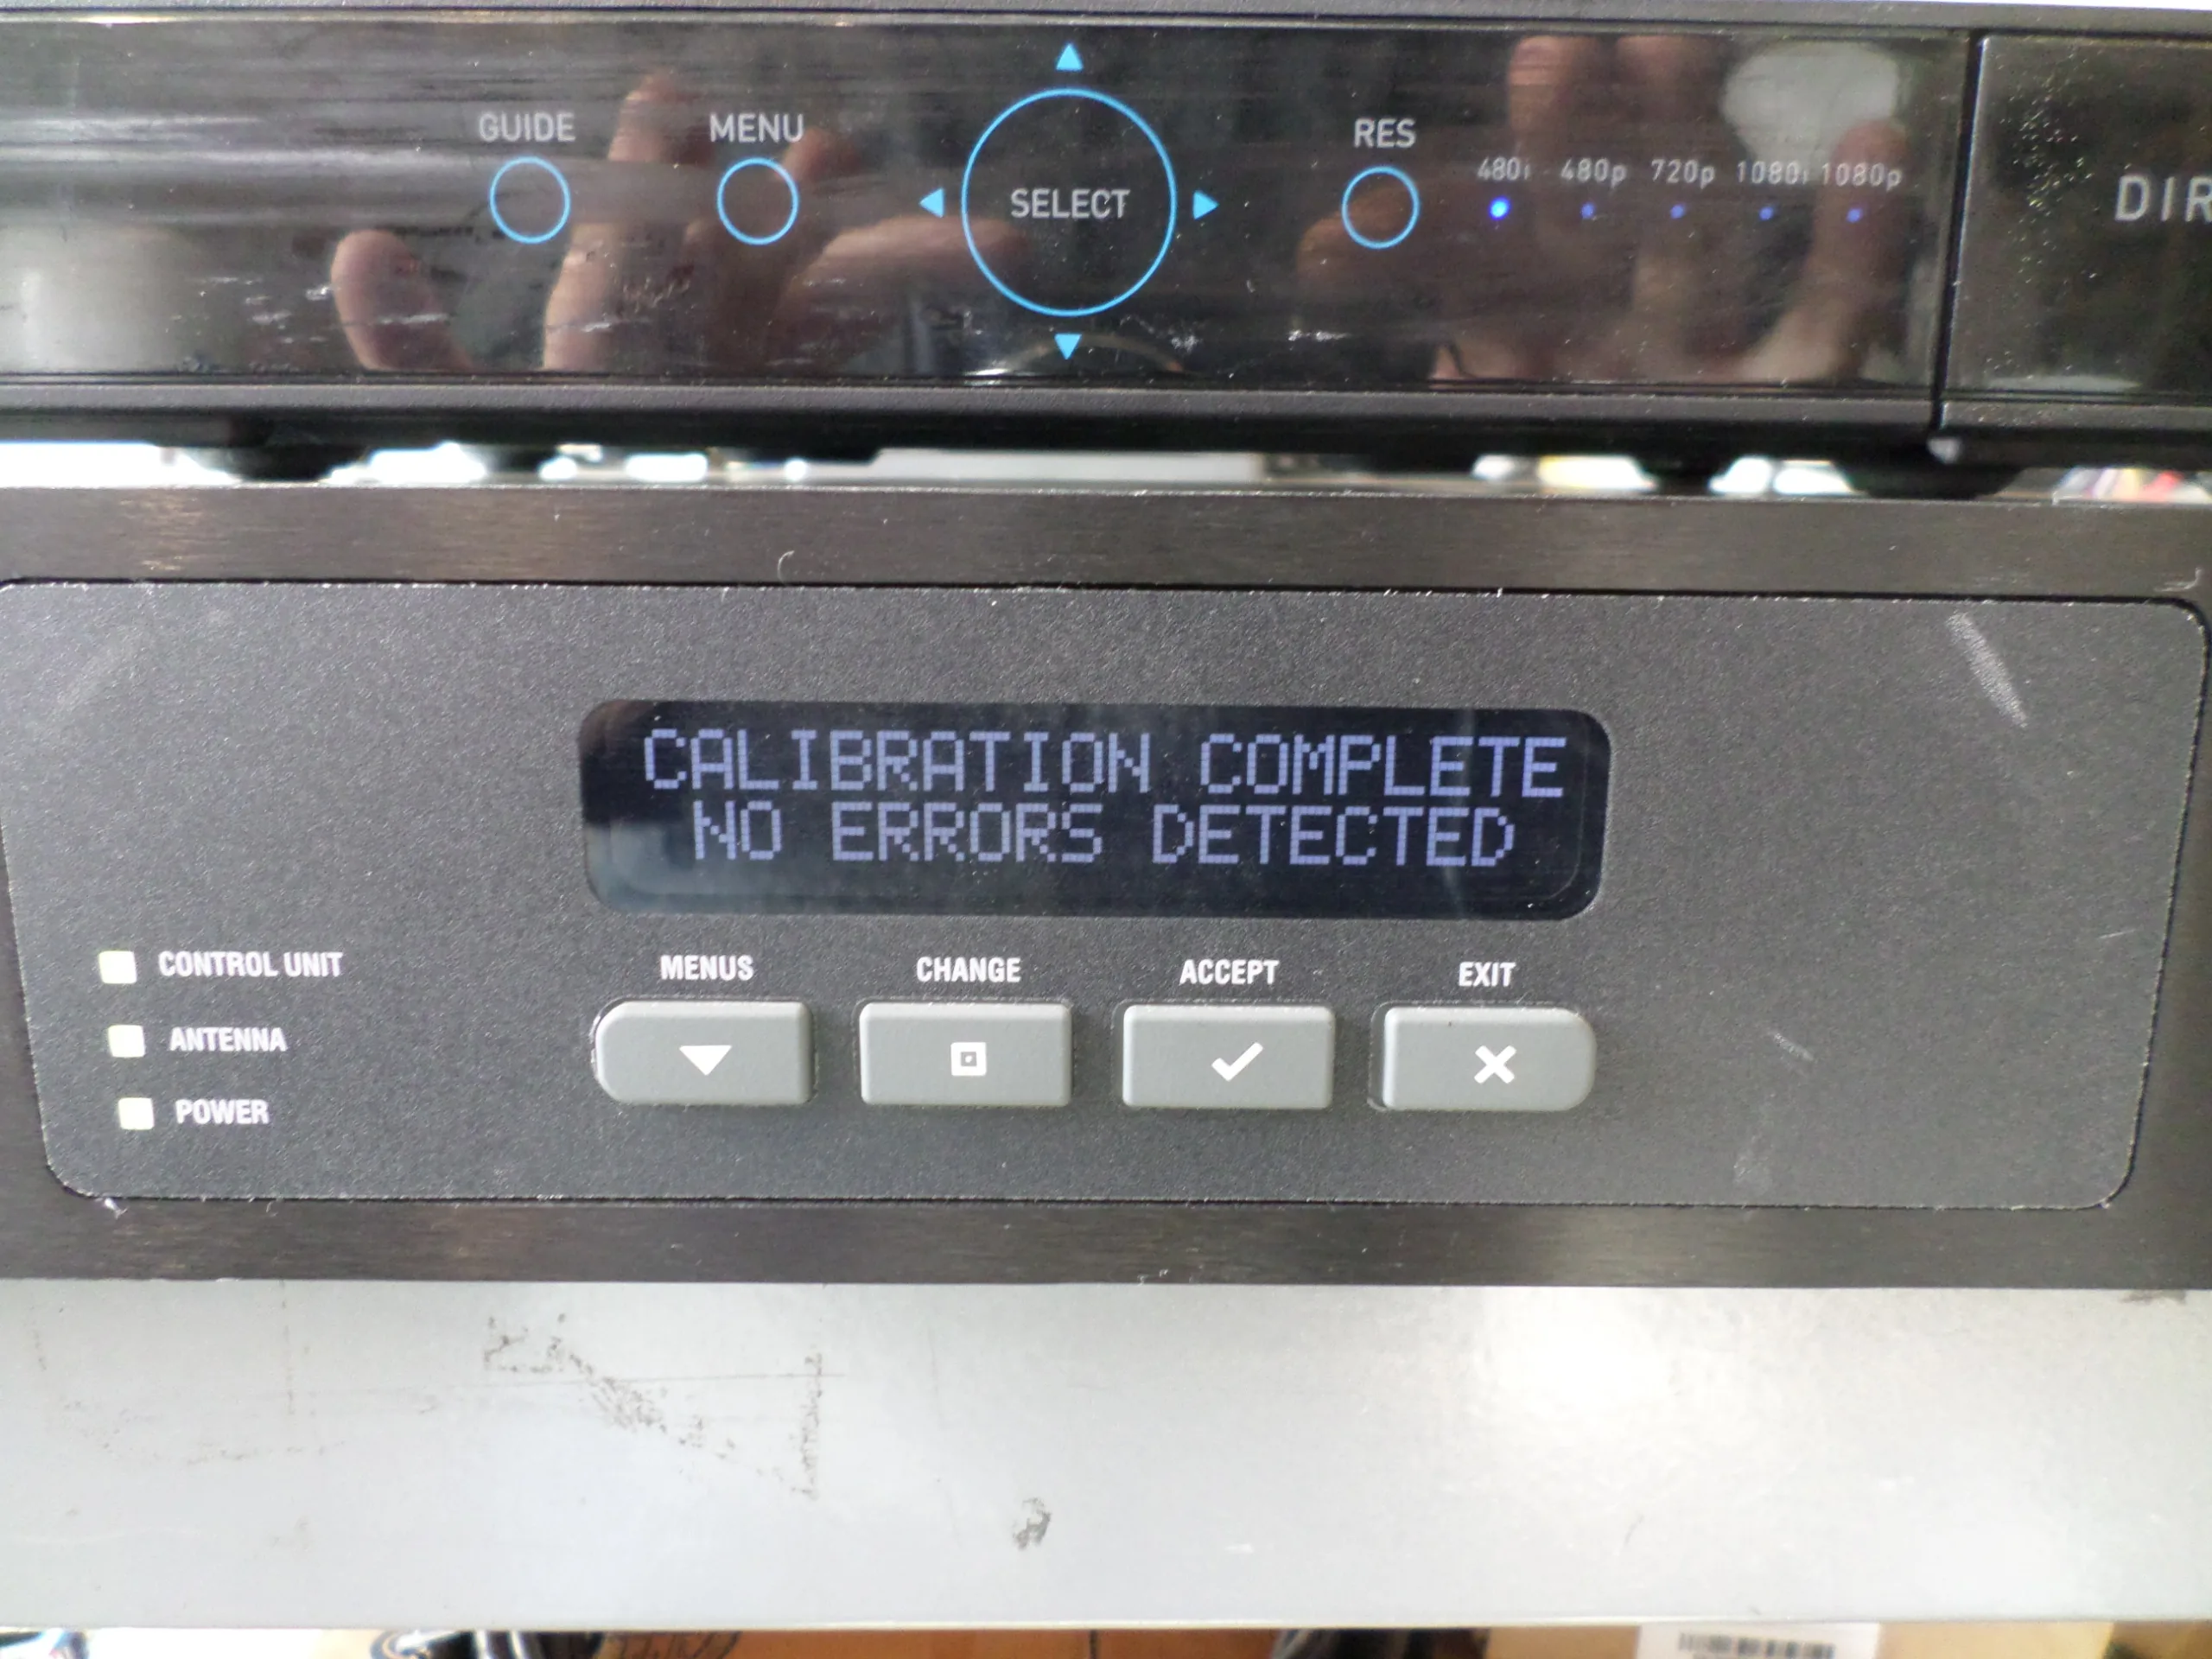 GUIDE
MENU
SELECT
RES
480i 480p 720p 1080i 1080p
DIR
CALIBRATION COMPLETE
NO ERRORS DETECTED
CONTROL UNIT
ANTENNA
POWER
MENUS
CHANGE
ACCEPT
EXIT